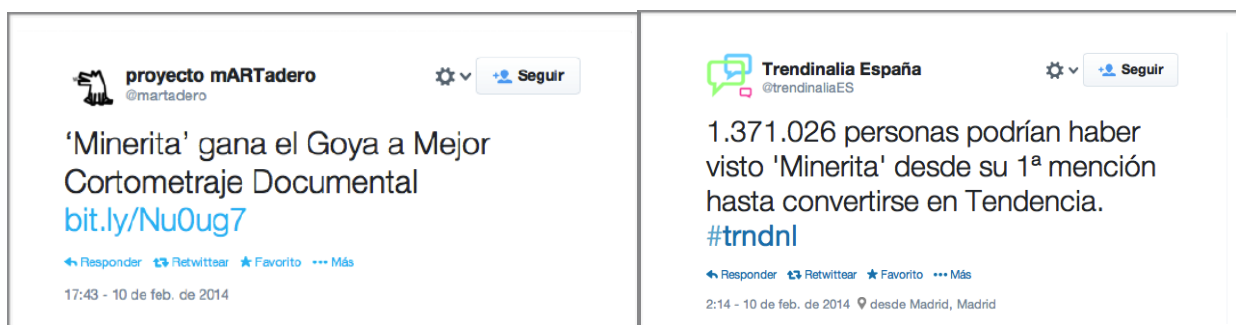 proyecto mARTadero
@martadero
Seguir
‘Minerita’ gana el Goya a Mejor
Cortometraje Documental
bit.ly/Nu0ug7
Responder Retwittear Favorito ••• Más
17:43 - 10 de feb. de 2014
Trendinalia España
@trendinaliaES
Seguir
1.371.026 personas podrían haber
visto 'Minerita' desde su 1ª mención
hasta convertirse en Tendencia.
#trndnl
Responder Retwittear Favorito ••• Más
2:14 - 10 de feb. de 2014 desde Madrid, Madrid